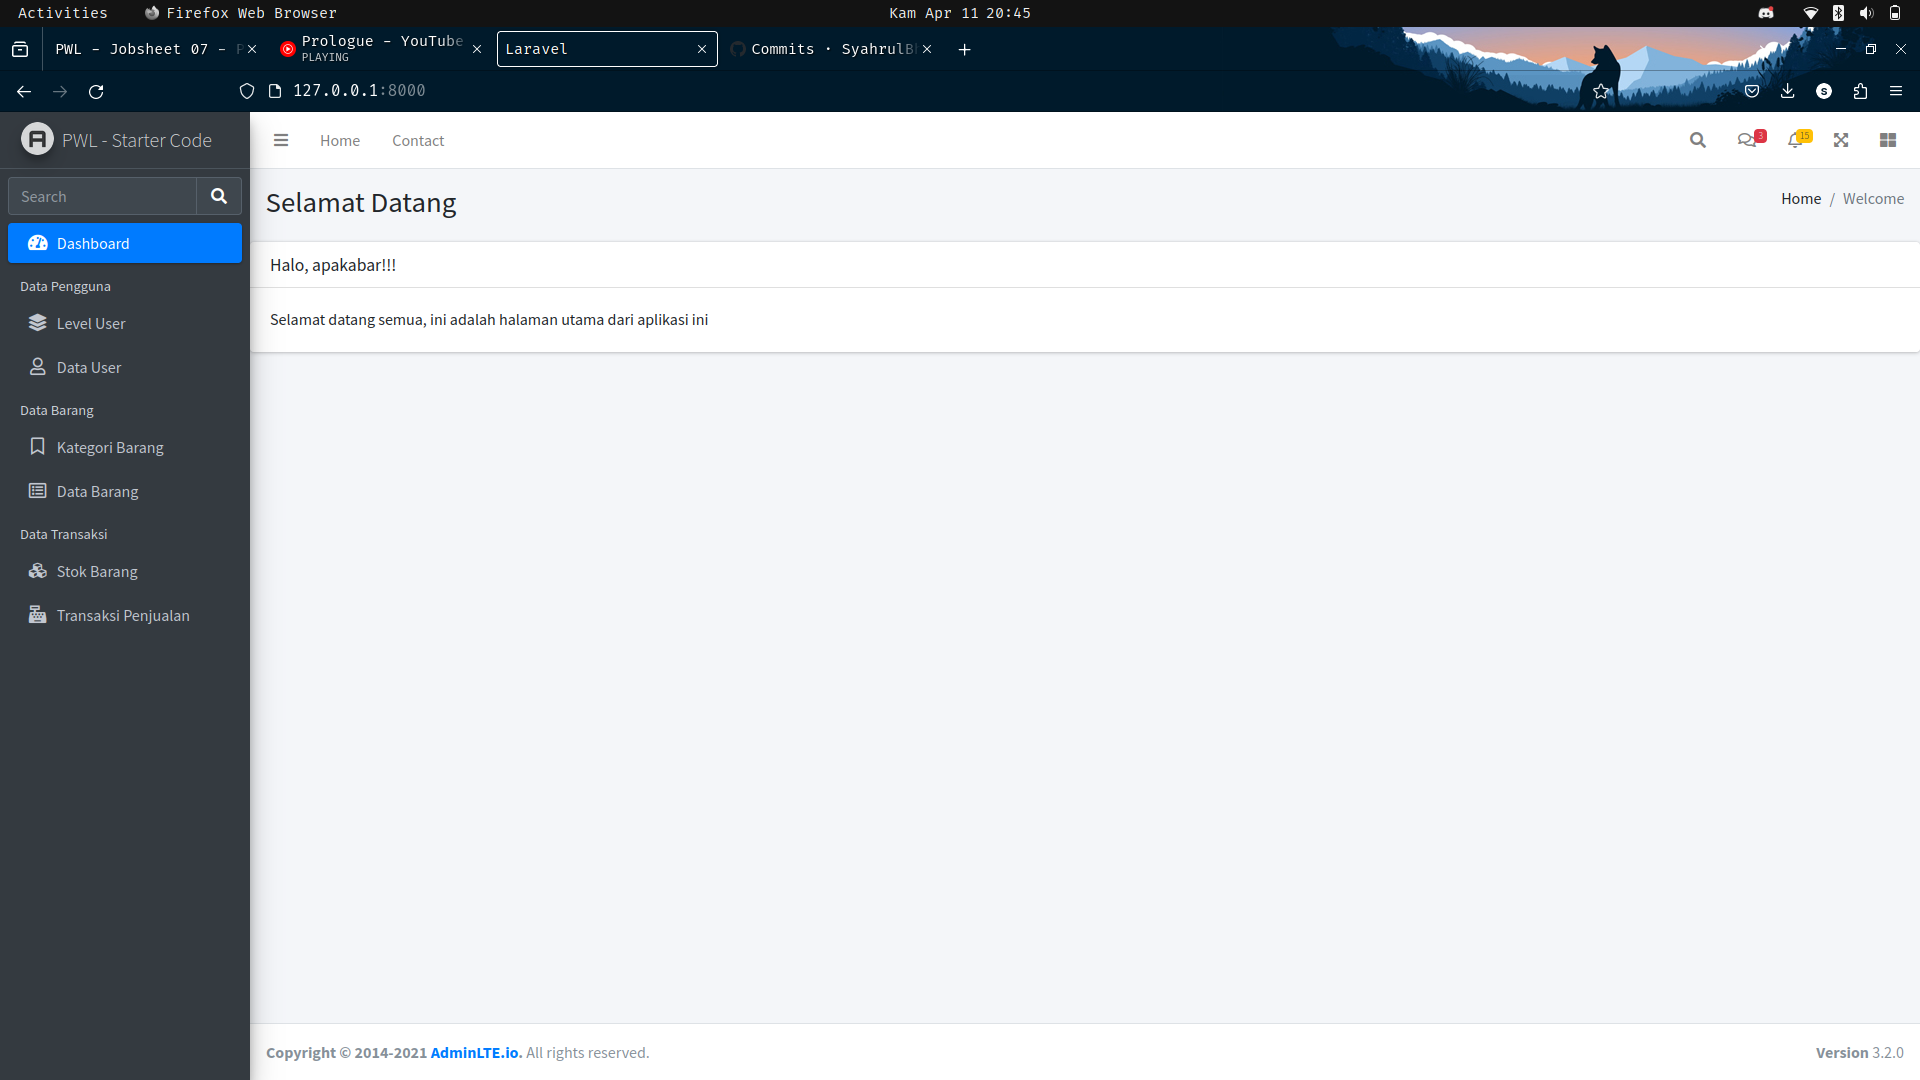 Activities Firefox Web Browser Kam Apr 11 20:45
PWL - Jobsheet 07 - P
Prologue - YouTube
PLAYING
Laravel
Commits · SyahrulB
127.0.0.1:8000
PWL - Starter Code
Home Contact
3
15
Search
Selamat Datang
Home / Welcome
Dashboard
Halo, apakabar!!!
Data Pengguna
Selamat datang semua, ini adalah halaman utama dari aplikasi ini
Level User
Data User
Data Barang
Kategori Barang
Data Barang
Data Transaksi
Stok Barang
Transaksi Penjualan
Copyright © 2014-2021 AdminLTE.io. All rights reserved.
Version 3.2.0